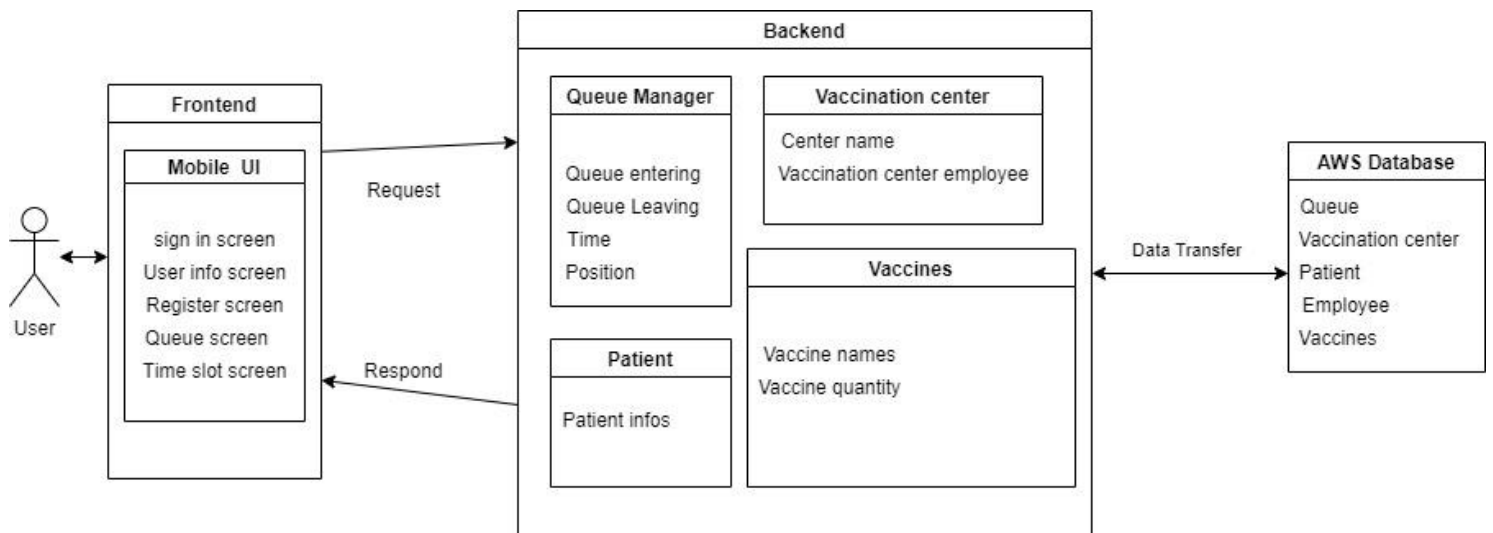 Backend
Frontend
Mobile UI
sign in screen
User info screen
Register screen
Queue screen
Time slot screen
User
Request
Respond
Queue Manager
Queue entering
Queue Leaving
Time
Position
Vaccination center
Center name
Vaccination center employee
Patient
Patient infos
Vaccines
Vaccine names
Vaccine quantity
Data Transfer
AWS Database
Queue
Vaccination center
Patient
Employee
Vaccines